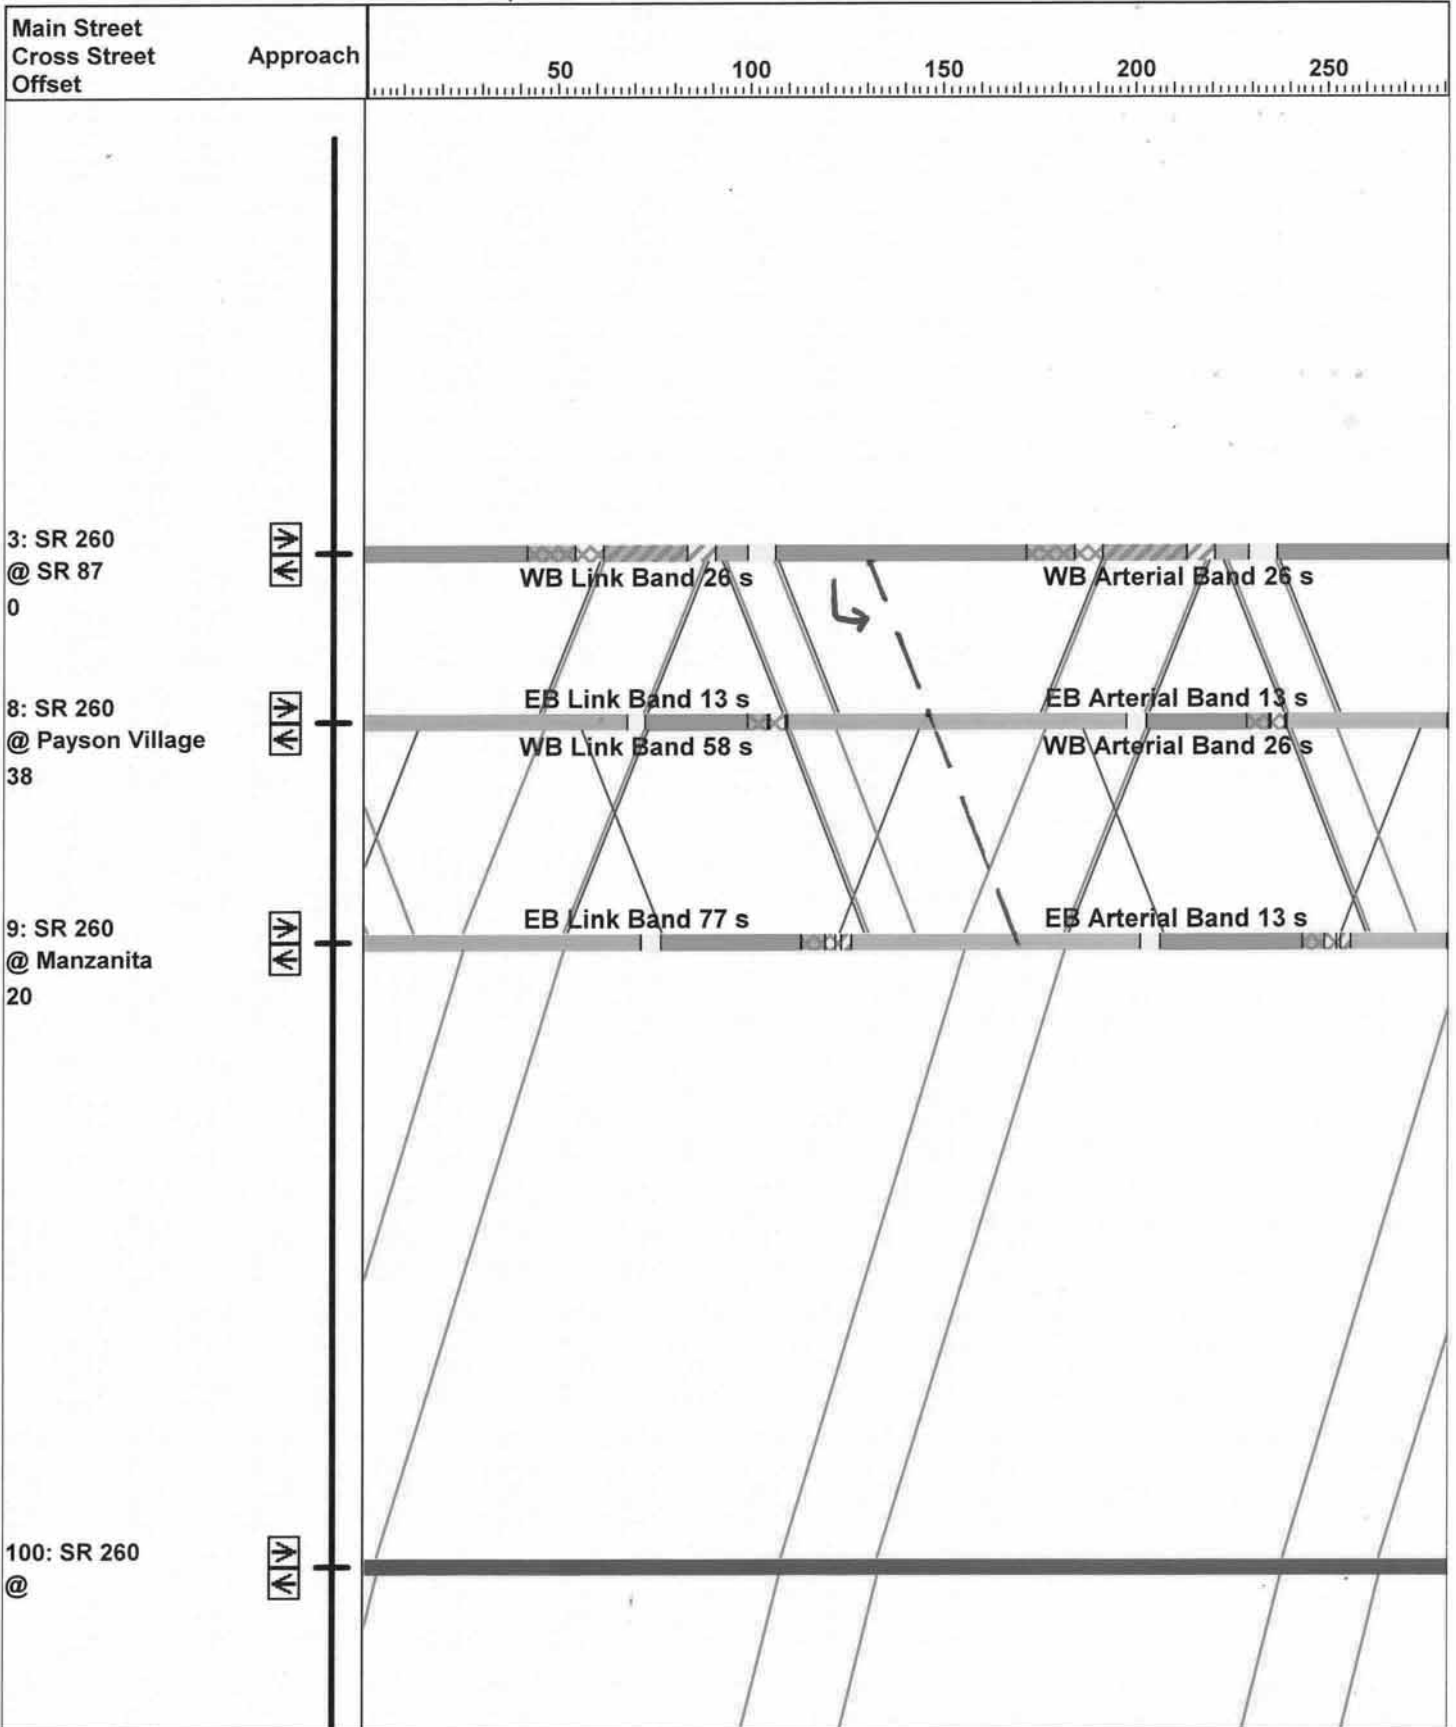 Main Street
Cross Street Approach
Offset
50 100 150 200 250
3: SR 260
@ SR 87
0
WB Link Band 26 s WB Arterial Band 26 s
EB Link Band 13 s EB Arterial Band 13 s
8: SR 260
@ Payson Village
38
WB Link Band 58 s WB Arterial Band 26 s
EB Link Band 77 s EB Arterial Band 13 s
9: SR 260
@ Manzanita
20
100: SR 260
@